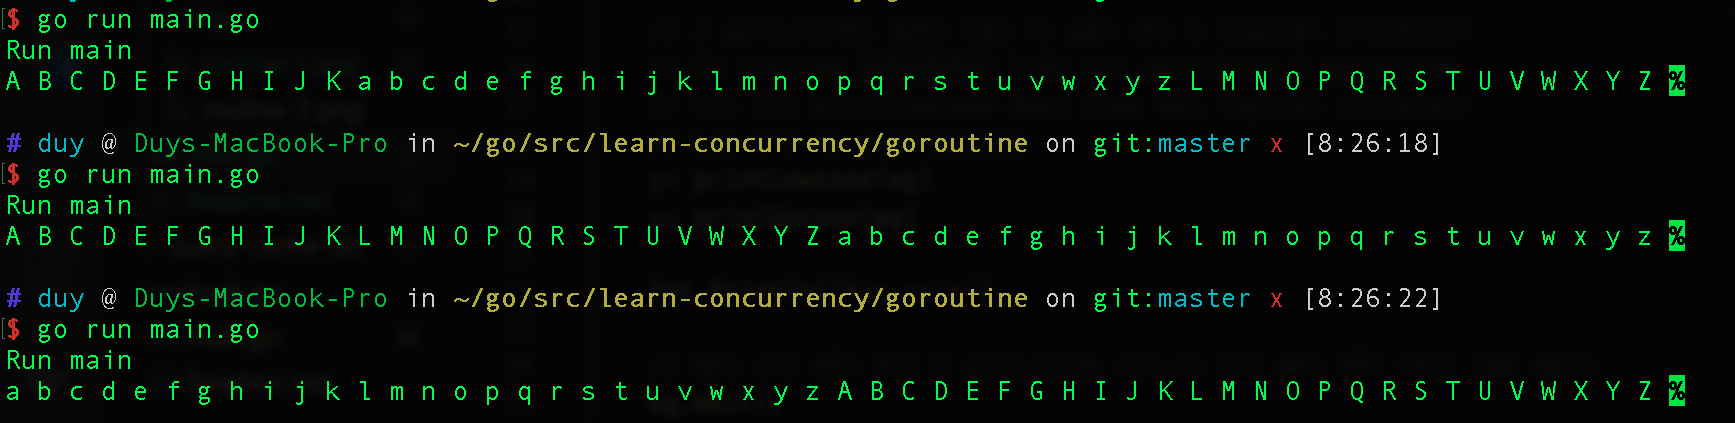 $ go run main.go
Run main
A B C D E F G H I J K a b c d e f g h i j k l m n o p q r s t u v w x y z L M N O P Q R S T U V W X Y Z %
# duy @ Duys-MacBook-Pro in ~/go/src/learn-concurrency/goroutine on git:master x [8:26:18]
$ go run main.go
Run main
A B C D E F G H I J K L M N O P Q R S T U V W X Y Z a b c d e f g h i j k l m n o p q r s t u v w x y z %
# duy @ Duys-MacBook-Pro in ~/go/src/learn-concurrency/goroutine on git:master x [8:26:22]
$ go run main.go
Run main
a b c d e f g h i j k l m n o p q r s t u v w x y z A B C D E F G H I J K L M N O P Q R S T U V W X Y Z %